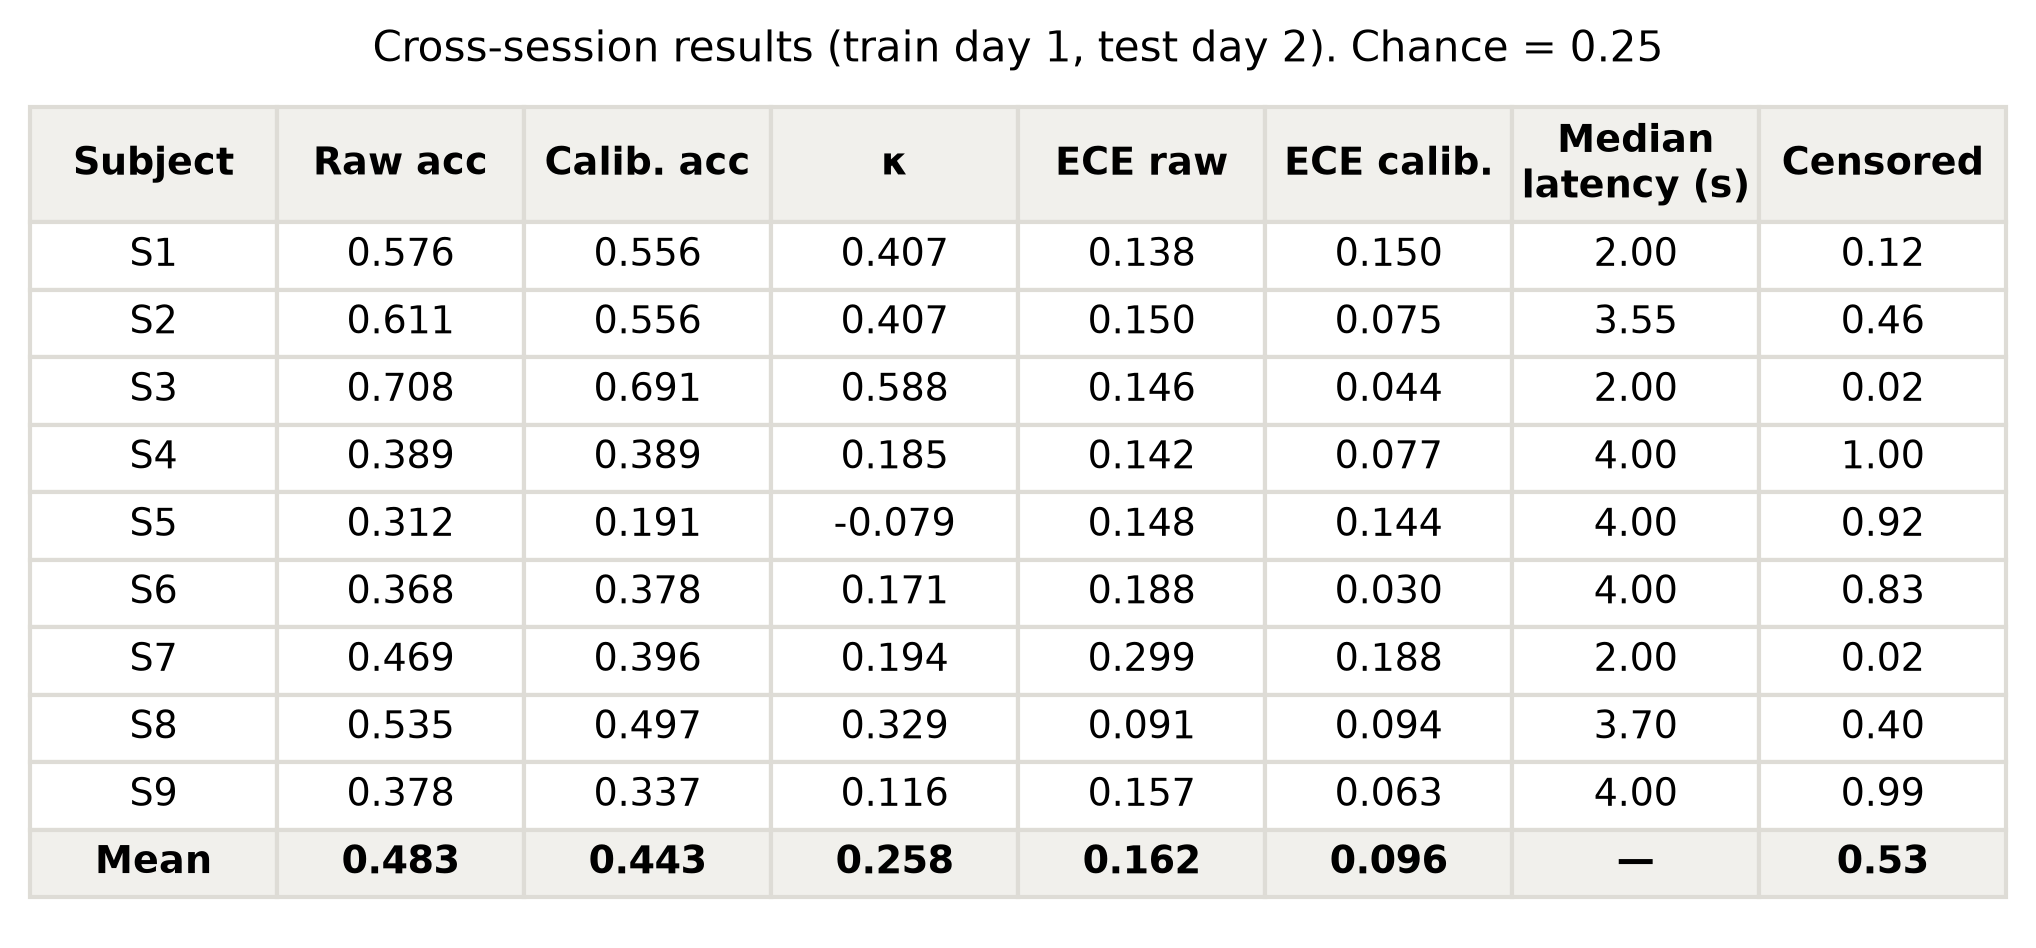 Cross-session results (train day 1, test day 2). Chance = 0.25
Subject Raw acc Calib. acc κ ECE raw ECE calib. Median latency (s) Censored
S1 0.576 0.556 0.407 0.138 0.150 2.00 0.12
S2 0.611 0.556 0.407 0.150 0.075 3.55 0.46
S3 0.708 0.691 0.588 0.146 0.044 2.00 0.02
S4 0.389 0.389 0.185 0.142 0.077 4.00 1.00
S5 0.312 0.191 -0.079 0.148 0.144 4.00 0.92
S6 0.368 0.378 0.171 0.188 0.030 4.00 0.83
S7 0.469 0.396 0.194 0.299 0.188 2.00 0.02
S8 0.535 0.497 0.329 0.091 0.094 3.70 0.40
S9 0.378 0.337 0.116 0.157 0.063 4.00 0.99
Mean 0.483 0.443 0.258 0.162 0.096 — 0.53